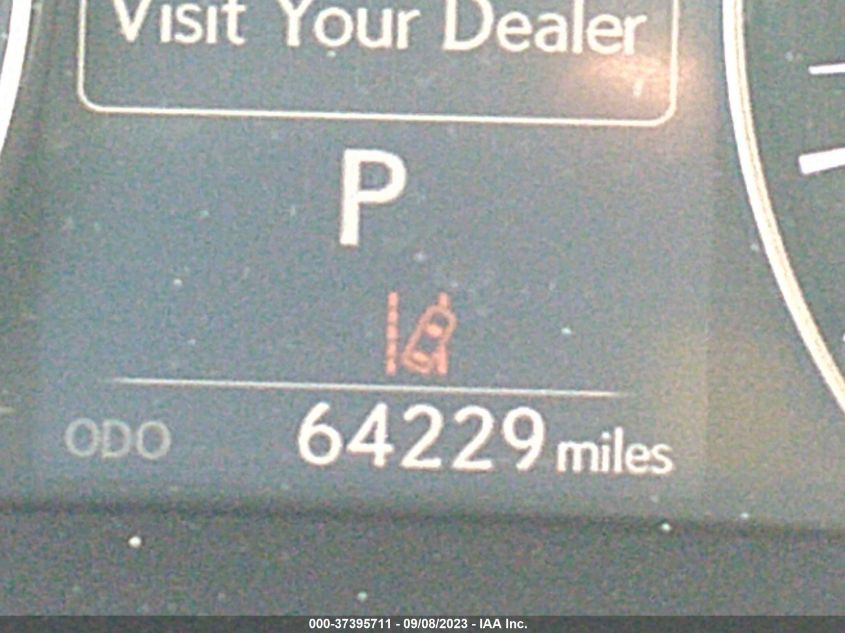 Visit Your Dealer
P
ODO 64229 miles
000-37395711 - 09/08/2023 - IAA Inc.